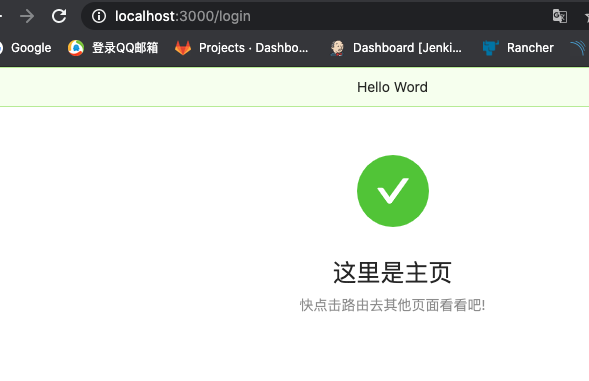 localhost:3000/login
Google 登录QQ邮箱 Projects · Dashbo... Dashboard [Jenki... Rancher
Hello Word
这里是主页
快点击路由去其他页面看看吧!